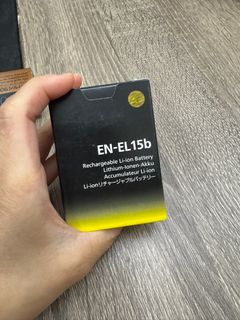 EN-EL15b
Rechargeable Li-ion Battery
Lithium-Ionen-Akku
Accumulateur Li-ion
Li-ionリチャージャブルバッテリー